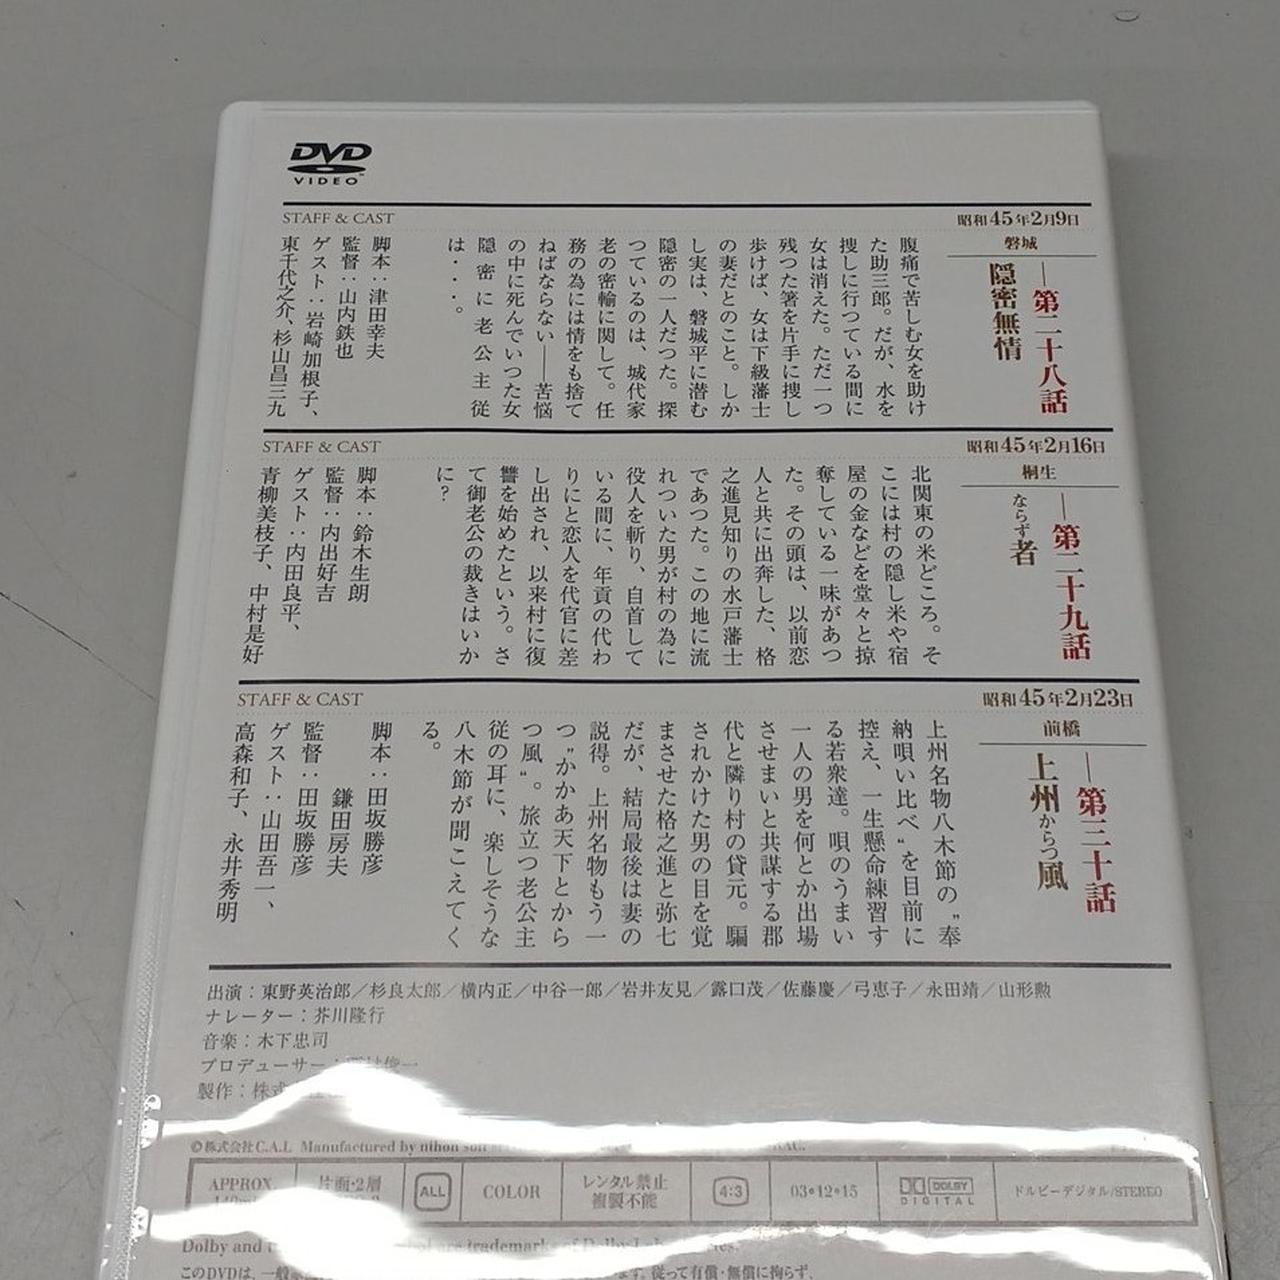 DVD
VIDEO
STAFF & CAST
昭和45年2月9日
磐城
―第二十八話
隠密無情
腹痛で苦しむ女を助け
た助三郎。だが、水を
捜しに行つている間に
女は消えた。ただ一つ
残つた箸を片手に捜し
歩けば、女は下級藩士
の妻だとのこと。しか
し実は、磐城平に潜む
隠密の一人だつた。探
つているのは、城代家
老の密輸に関して。任
務の為には情をも捨て
ねばならない――苦悩
の中に死んでいつた女
隠密に老公主従
は・・・。
脚本：津田幸夫
監督：山内鉄也
ゲスト：岩崎加根子、
東千代之介、杉山昌三九
STAFF & CAST
昭和45年2月16日
桐生
―第二十九話
ならず者
北関東の米どころ。そ
こには村の隠し米や宿
屋の金などを堂々と掠
奪している一味があつ
た。その頭は、以前恋
人と共に出奔した、格
之進見知りの水戸藩士
であつた。この地に流
れついた男が村の為に
役人を斬り、自首して
いる間に、年貢の代わ
りにと恋人を代官に差
し出され、以来村に復
讐を始めたという。さ
て御老公の裁きはいか
に？
脚本：鈴木生朗
監督：内出好吉
ゲスト：内田良平、
青柳美枝子、中村是好
STAFF & CAST
昭和45年2月23日
前橋
―第三十話
上州からつ風
上州名物八木節の〝奉
納唄い比べ〟を目前に
控え、一生懸命練習す
る若衆達。唄のうまい
一人の男を何とか出場
させまいと共謀する郡
代と隣り村の貸元。騙
されかけた男の目を覚
まさせた格之進と弥七
だが、結局最後は妻の
説得。上州名物もう一
つ〝かかあ天下とから
つ風〟。旅立つ老公主
従の耳に、楽しそうな
八木節が聞こえてく
る。
脚本：田坂勝彦
鎌田房夫
監督：田坂勝彦
ゲスト：山田吾一、
高森和子、永井秀明
出演：東野英治郎／杉良太郎／横内正／中谷一郎／岩井友見／露口茂／佐藤慶／弓恵子／永田靖／山形勲
ナレーター：芥川隆行
音楽：木下忠司
プロデューサー：
製作：株式
©株式会社C.A.L Manufactured by nihon
APPROX.
片面・2層
ALL
COLOR
レンタル禁止
複製不能
4:3
03•12•15
DOLBY
DIGITAL
ドルビーデジタル/STEREO
Dolby and are trademarks of Dolby
このDVDは、一般 従って有償・無償に拘らず、